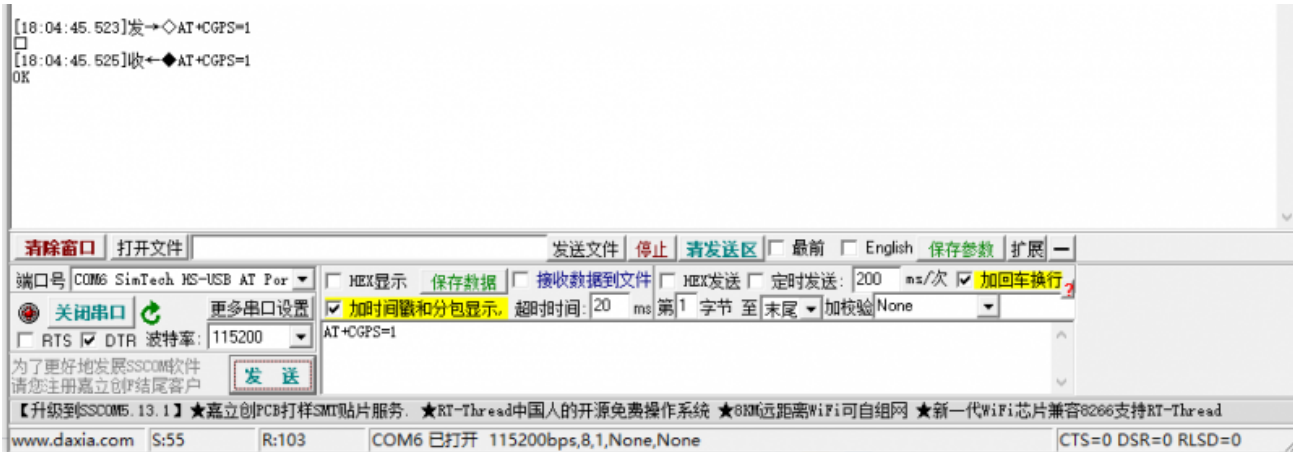 [18:04:45.523]发→◇AT+CGPS=1
□
[18:04:45.525]收←◆AT+CGPS=1
OK
清除窗口 打开文件 发送文件 停止 清发送区 最前 English 保存参数 扩展 —
端口号 COM6 SimTech HS-USB AT Por HEX显示 保存数据 接收数据到文件 HEX发送 定时发送: 200 ms/次 加回车换行 ?
关闭串口 更多串口设置 加时间戳和分包显示, 超时时间: 20 ms 第1 字节 至 末尾 加校验 None
RTS DTR 波特率: 115200 AT+CGPS=1
为了更好地发展SSCOM软件
请您注册嘉立创F结尾客户 发 送
【升级到SSCOM5.13.1】★嘉立创PCB打样SMT贴片服务. ★RT-Thread中国人的开源免费操作系统 ★8KM远距离WiFi可自组网 ★新一代WiFi芯片兼容8266支持RT-Thread
www.daxia.com S:55 R:103 COM6 已打开 115200bps,8,1,None,None CTS=0 DSR=0 RLSD=0